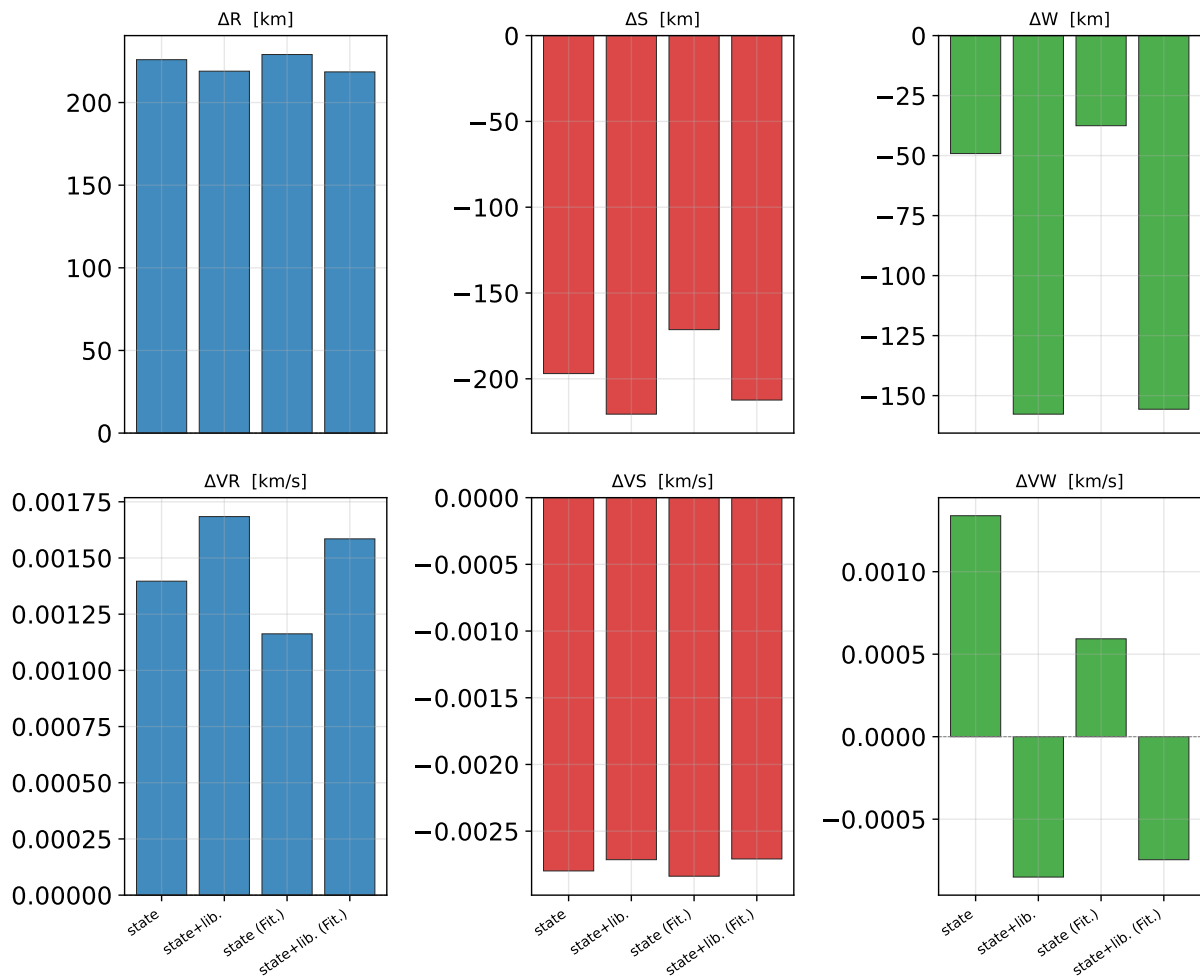 ΔR [km]
200
150
100
50
0
ΔS [km]
0
−50
−100
−150
−200
ΔW [km]
0
−25
−50
−75
−100
−125
−150
ΔVR [km/s]
0.00175
0.00150
0.00125
0.00100
0.00075
0.00050
0.00025
0.00000
state
state+lib.
state (Fit.)
state+lib. (Fit.)
ΔVS [km/s]
0.0000
−0.0005
−0.0010
−0.0015
−0.0020
−0.0025
state
state+lib.
state (Fit.)
state+lib. (Fit.)
ΔVW [km/s]
0.0010
0.0005
0.0000
−0.0005
state
state+lib.
state (Fit.)
state+lib. (Fit.)